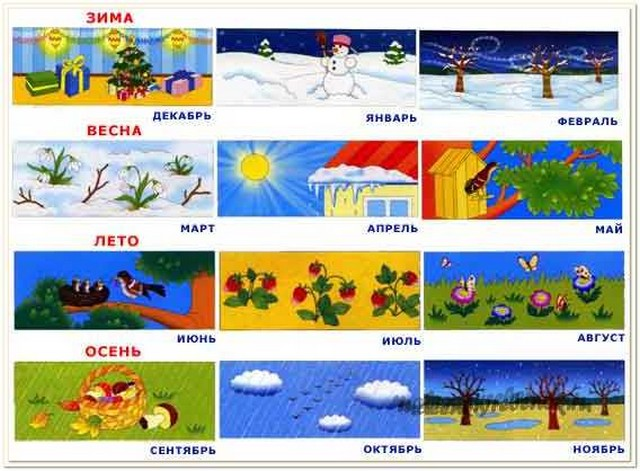 ЗИМА
ДЕКАБРЬ
ЯНВАРЬ
ФЕВРАЛЬ
ВЕСНА
МАРТ
АПРЕЛЬ
МАЙ
ЛЕТО
ИЮНЬ
ИЮЛЬ
АВГУСТ
ОСЕНЬ
СЕНТЯБРЬ
ОКТЯБРЬ
НОЯБРЬ